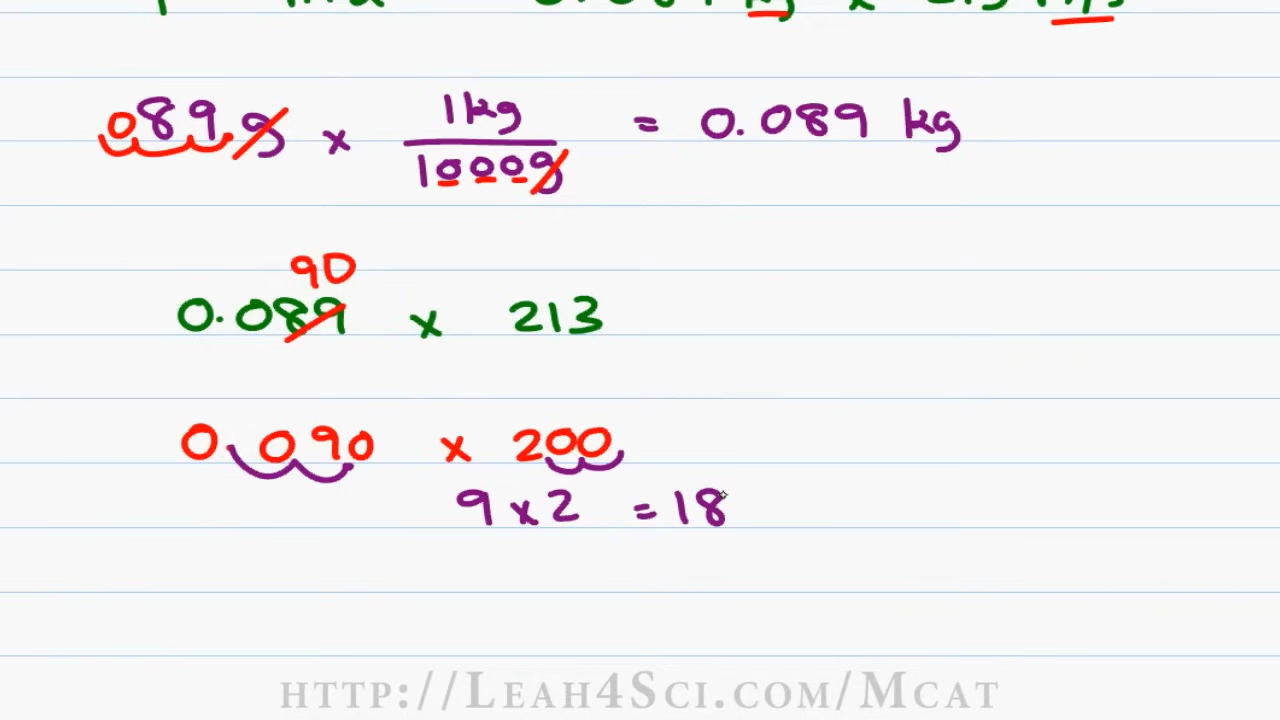 089 g x 1kg / 1000g = 0.089 kg
90
0.089 x 213
0.090 x 200
9 x 2 = 18
HTTP://LEAH4SCI.COM/MCAT